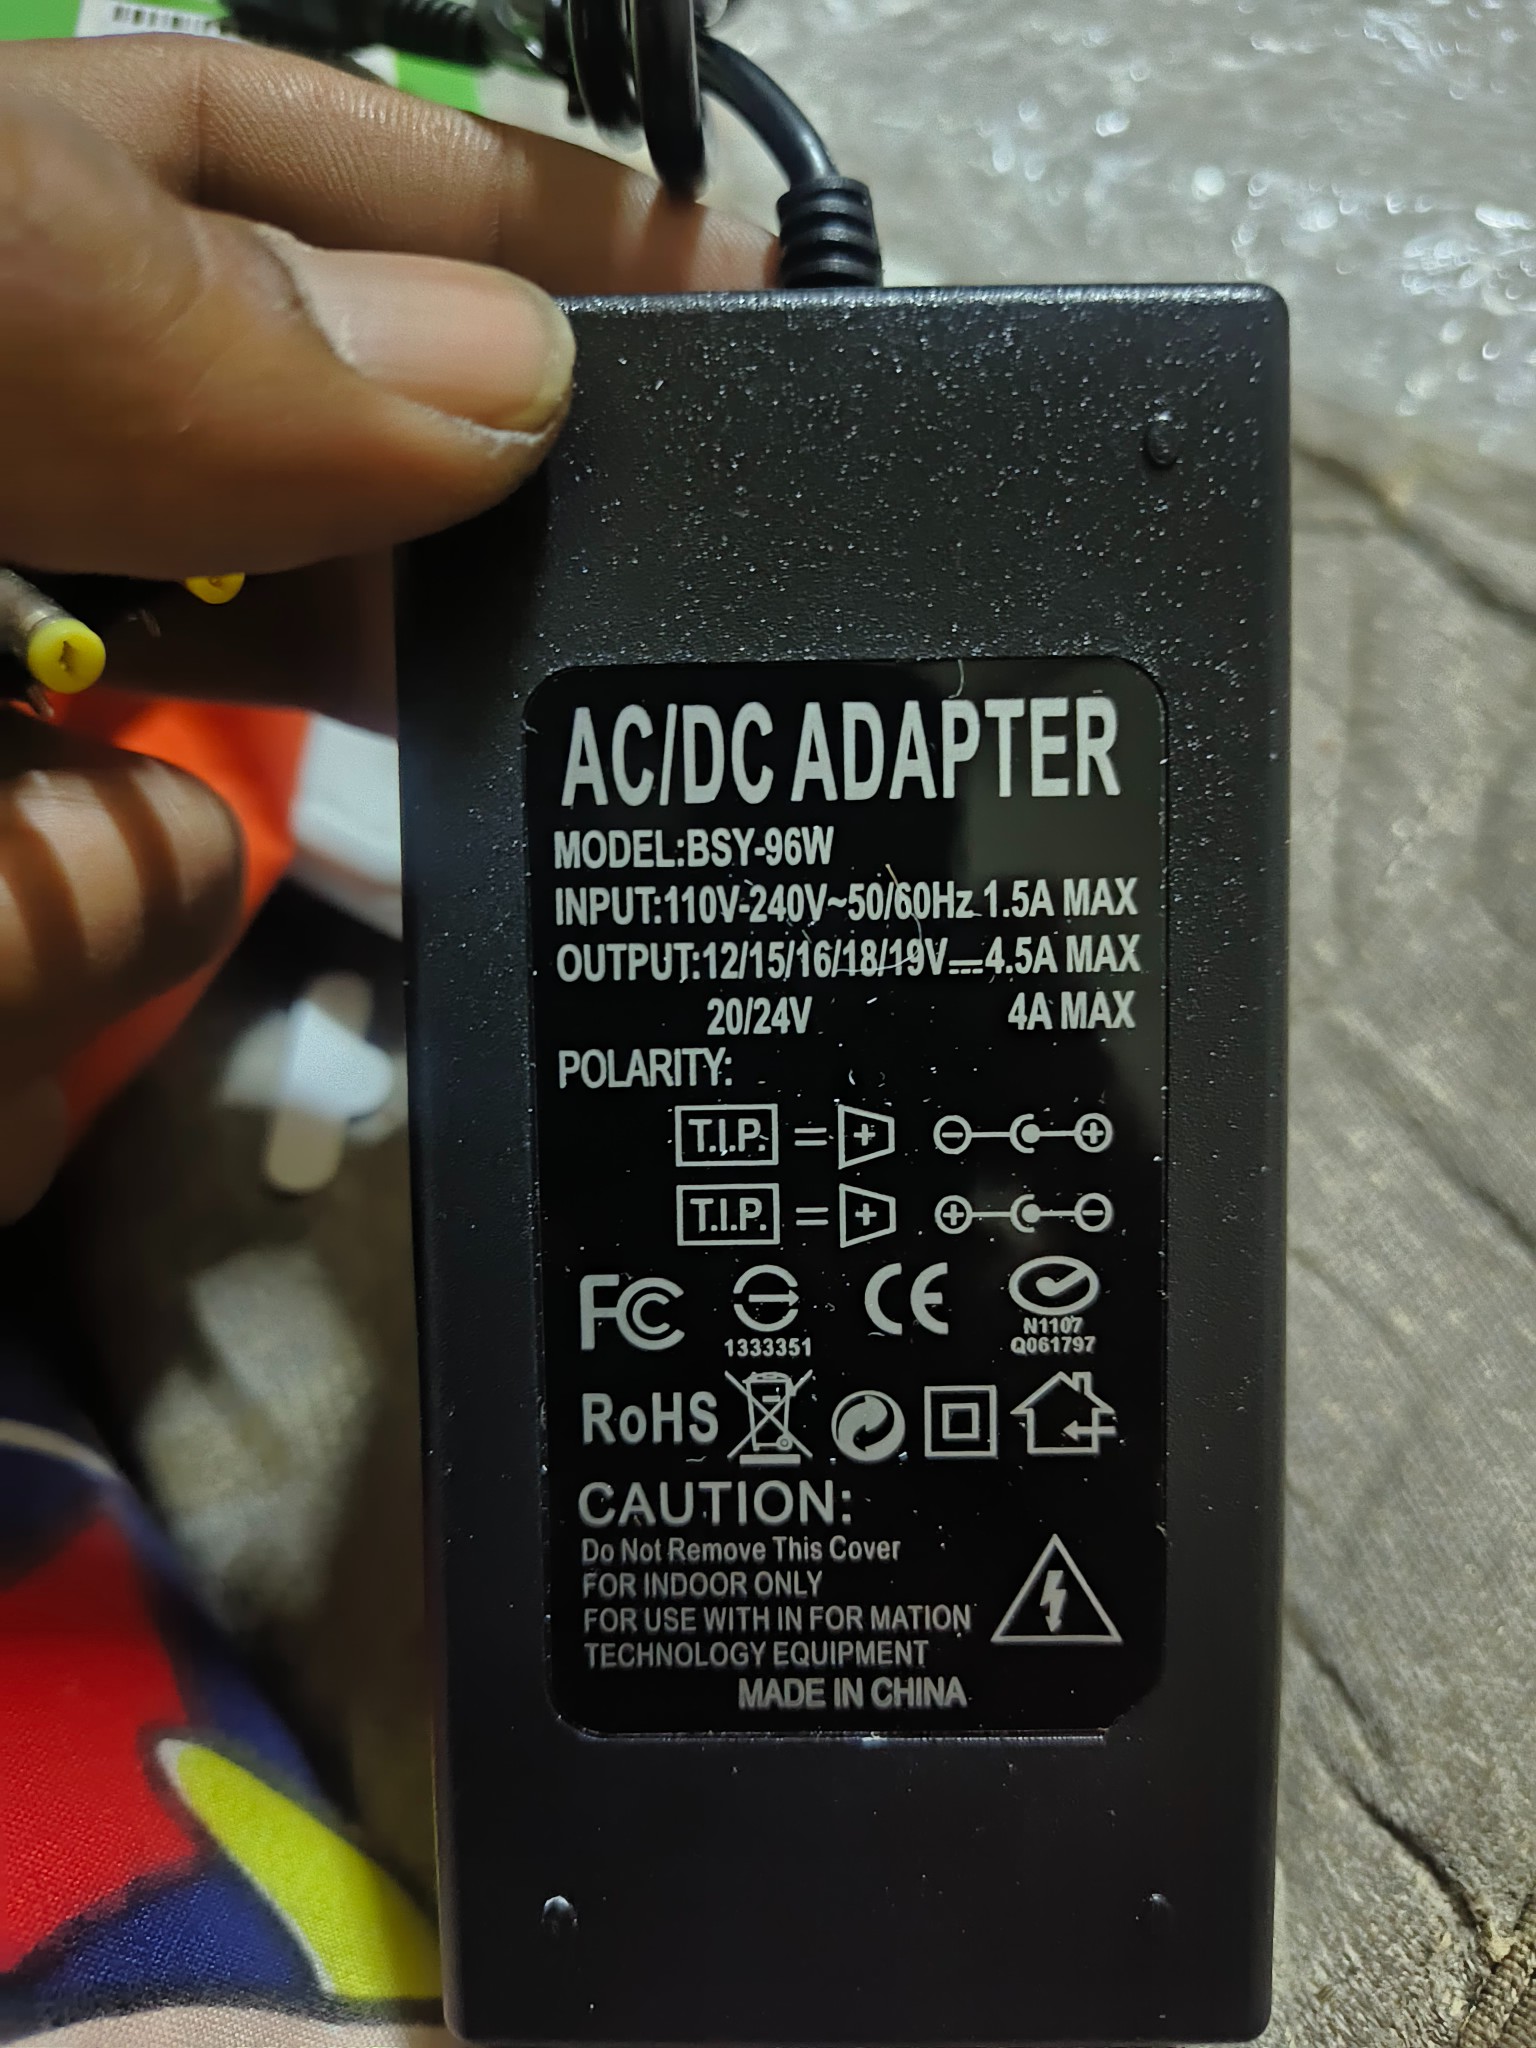 AC/DC ADAPTER
MODEL:BSY-96W
INPUT:110V-240V~50/60Hz 1.5A MAX
OUTPUT:12/15/16/18/19V⎓4.5A MAX
20/24V 4A MAX
POLARITY:
T.I.P. = +
T.I.P. = +
FC CE
1333351
N1107
Q061797
RoHS
CAUTION:
Do Not Remove This Cover
FOR INDOOR ONLY
FOR USE WITH IN FOR MATION
TECHNOLOGY EQUIPMENT
MADE IN CHINA